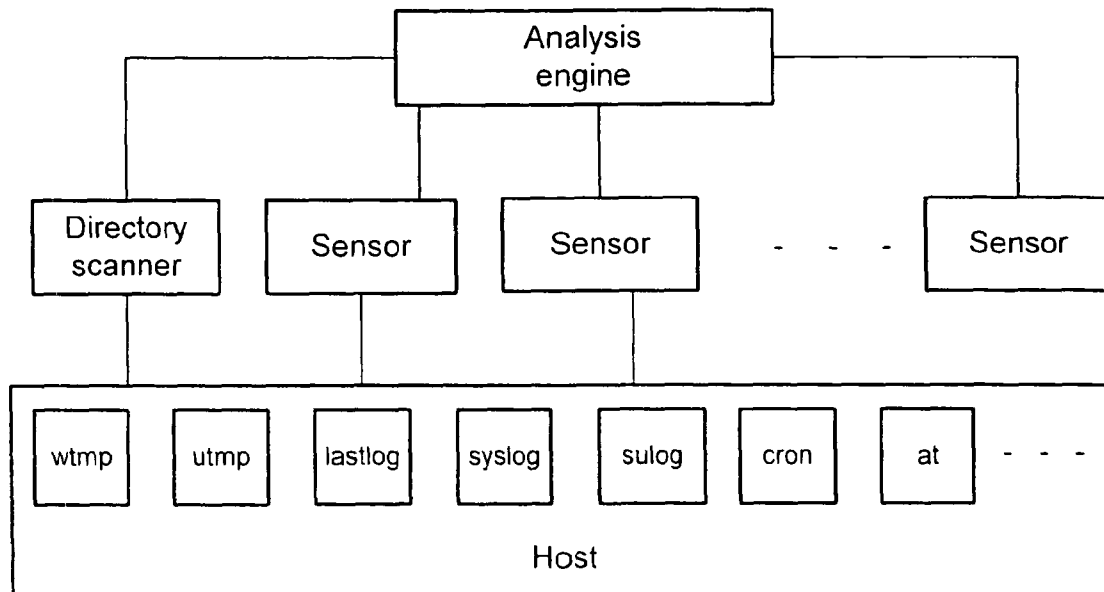 Analysis
engine
Directory
scanner
Sensor
Sensor
- - -
Sensor
wtmp
utmp
lastlog
syslog
sulog
cron
at
- - - -
Host